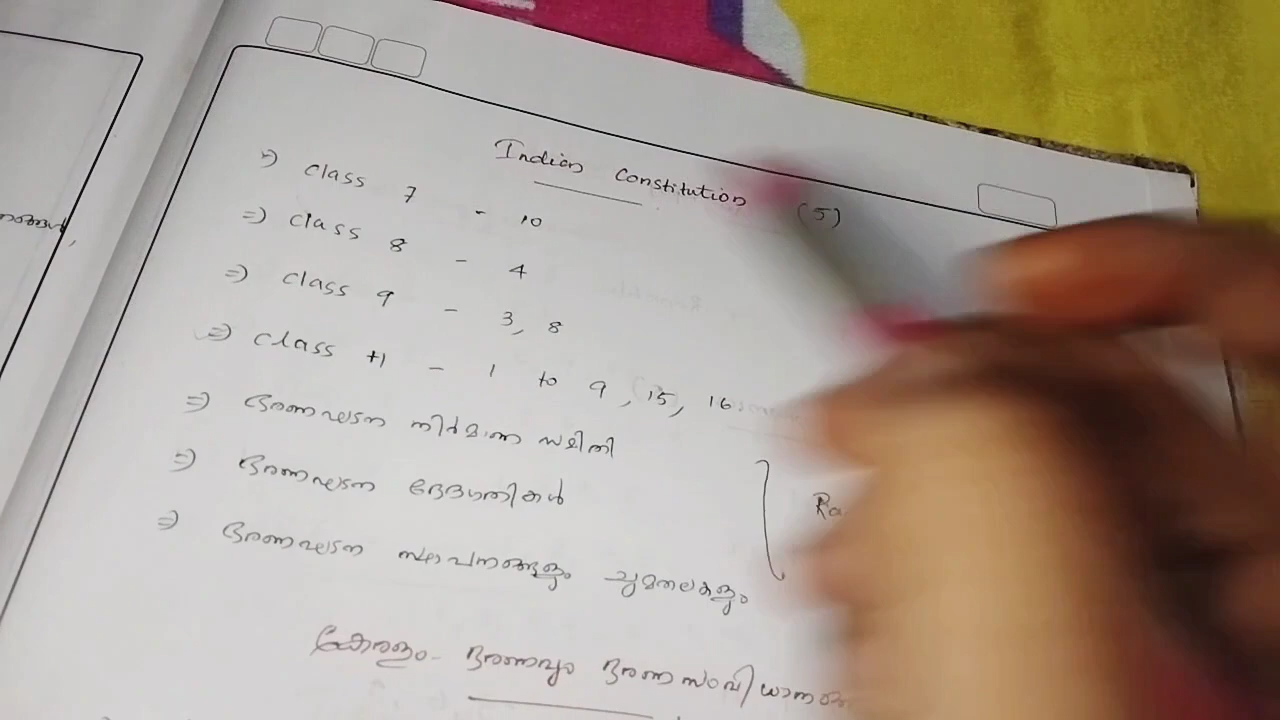 Indian Constitution (5)
=) class 7 - 10
=) class 8 - 4
=) class 9 - 3, 8
=) class +1 - 1 to 9, 15, 16
=) ഭരണഘടന നിർമാണ സമിതി
=) ഭരണഘടന ഭേദഗതികൾ
=) ഭരണഘടന സ്ഥാപനങ്ങളും ചുമതലകളും
കേരളം - ഭരണവും